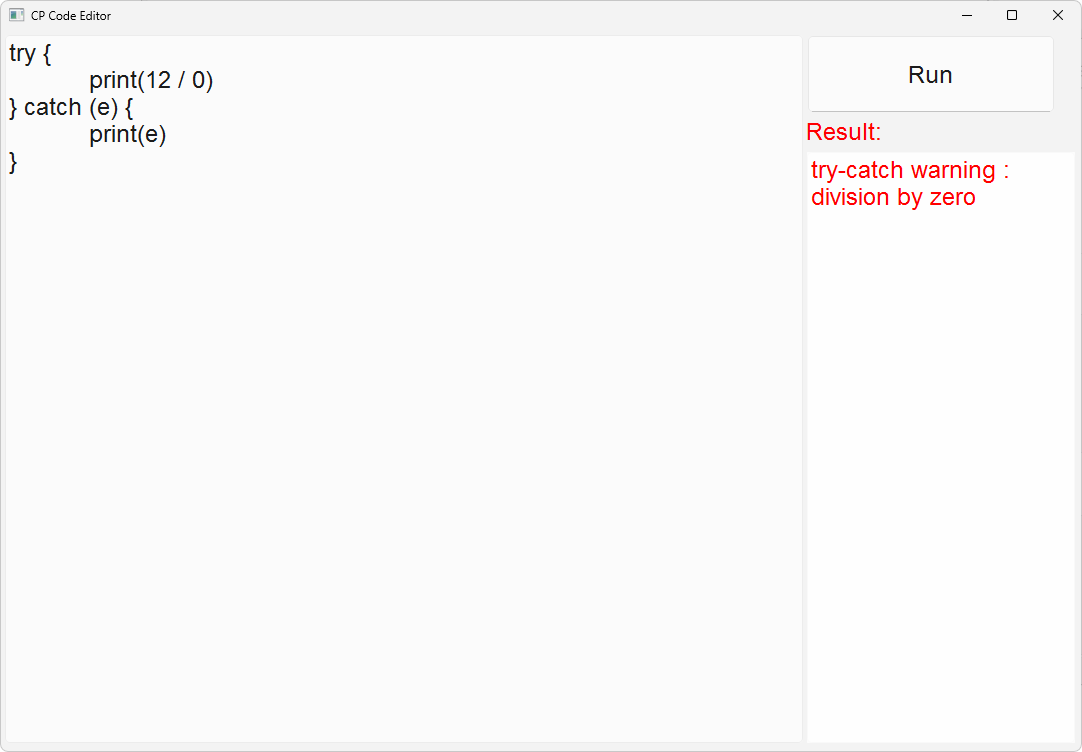 CP Code Editor
try {
	print(12 / 0)
} catch (e) {
	print(e)
}
Run
Result:
try-catch warning :
division by zero